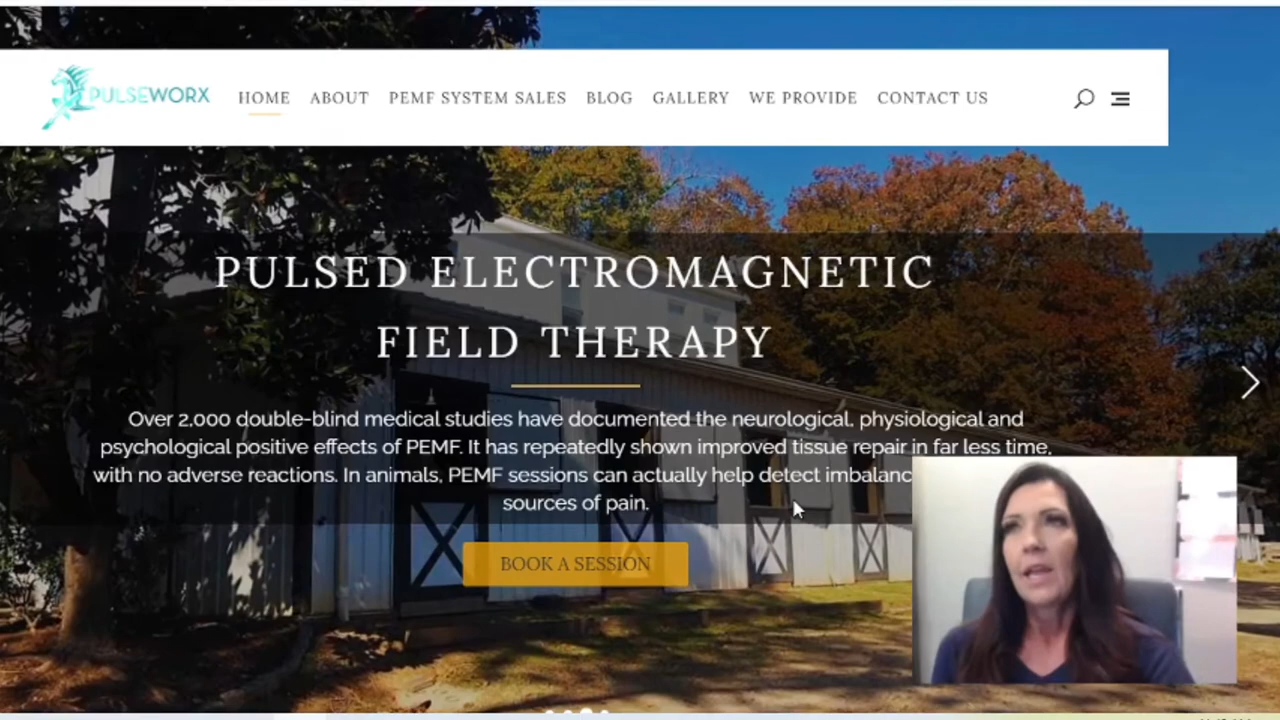 PULSEWORX
HOME
ABOUT
PEMF SYSTEM SALES
BLOG
GALLERY
WE PROVIDE
CONTACT US
PULSED ELECTROMAGNETIC
FIELD THERAPY
Over 2,000 double-blind medical studies have documented the neurological, physiological and
psychological positive effects of PEMF. It has repeatedly shown improved tissue repair in far less time,
with no adverse reactions. In animals, PEMF sessions can actually help detect imbalanc
sources of pain.
BOOK A SESSION